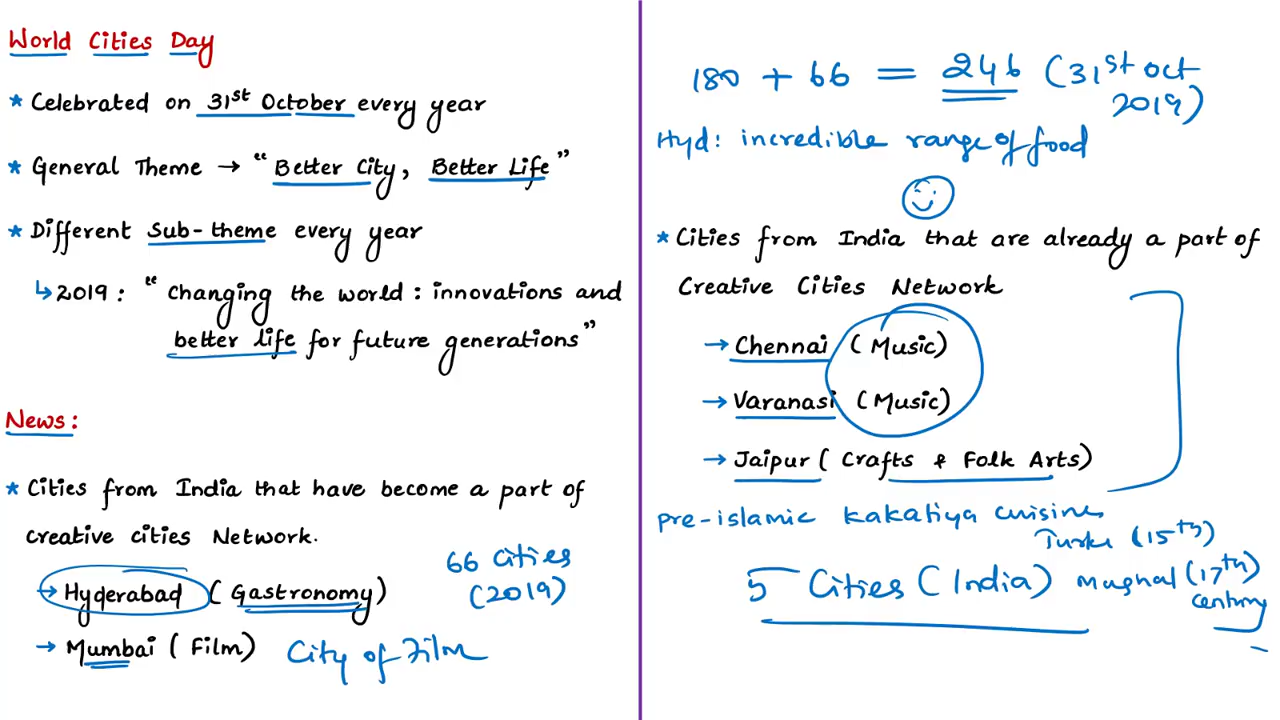 World Cities Day
* Celebrated on 31st October every year
* General Theme → "Better City, Better Life"
* Different Sub-theme every year
↳ 2019: "Changing the world: innovations and
better life for future generations"
News:
* Cities from India that have become a part of
creative cities Network.
→ Hyderabad (Gastronomy)
66 Cities
(2019)
→ Mumbai (Film) City of Film
180 + 66 = 246 (31st Oct
2019)
Hyd: incredible range of food
* Cities from India that are already a part of
Creative Cities Network
→ Chennai (Music)
→ Varanasi (Music)
→ Jaipur (Crafts & Folk Arts)
pre-islamic kakatiya cuisine,
(15th)
5 Cities (India) Mughal (17th
century